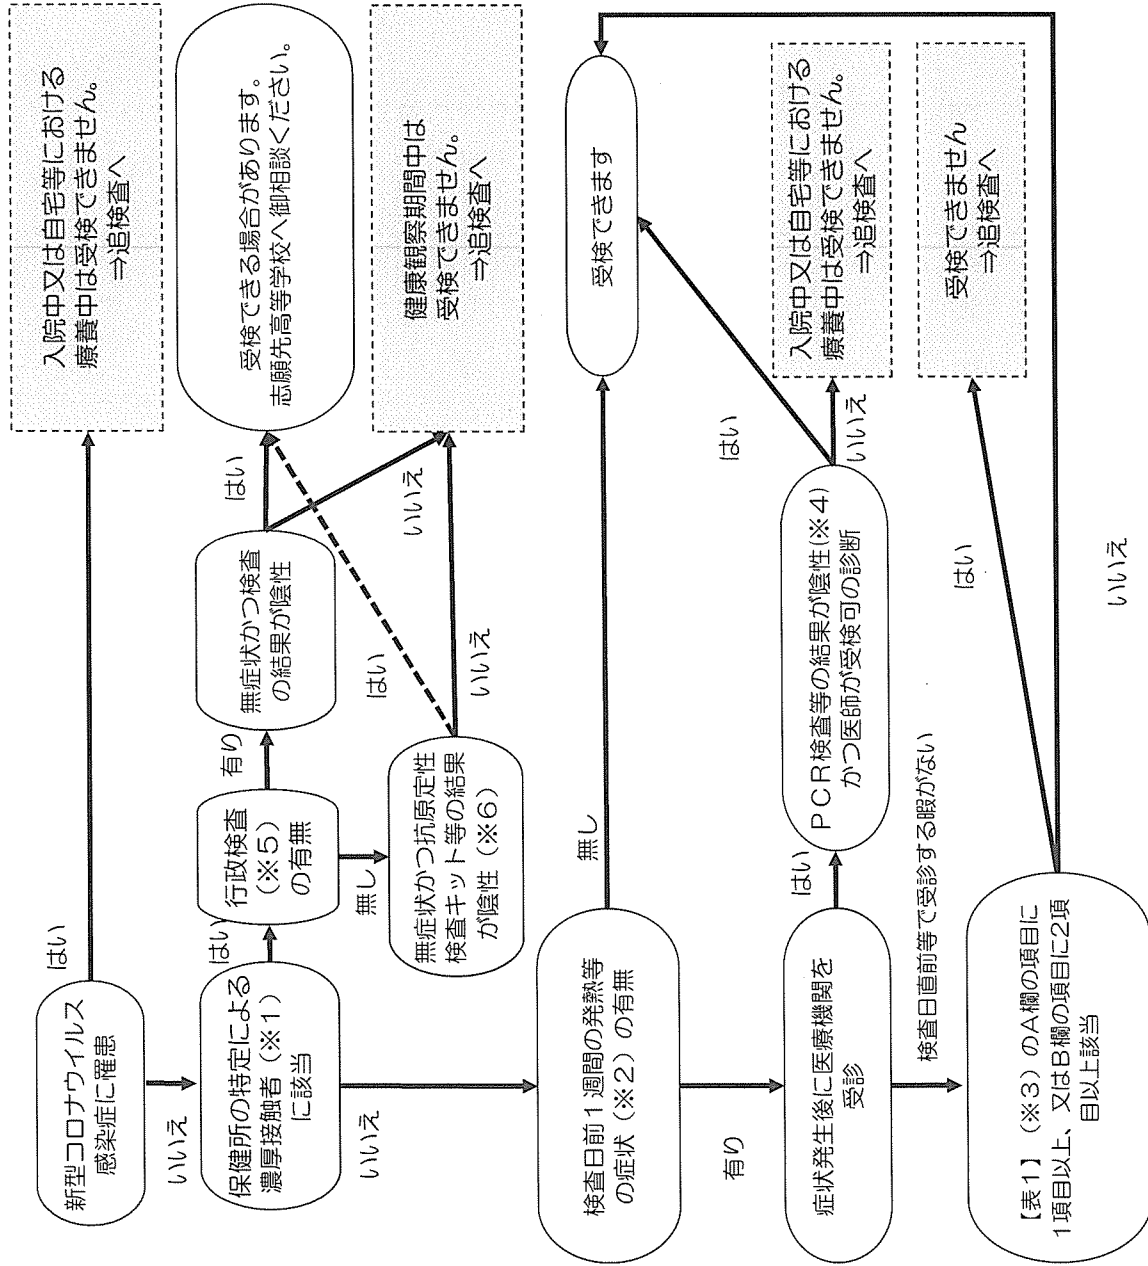 新型コロナウィルス
感染症に罹患
はい
入院中又は自宅等における
療養中は受検できません。
⇒追検査へ
いいえ
保健所の特定による
濃厚接触者（※1）
に該当
はい
行政検査
（※5）
の有無
有り
無症状かつ検査
の結果が陰性
はい
受検できる場合があります。
志願先高等学校へ御相談ください。
いいえ
健康観察期間中は
受検できません。
⇒追検査へ
無し
無症状かつ抗原定性
検査キット等の結果
が陰性（※6）
はい
いいえ
いいえ
検査日前1週間の発熱等
の症状（※2）の有無
無し
受検できます
有り
症状発生後に医療機関を
受診
はい
PCR検査等の結果が陰性(※4)
かつ医師が受検可の診断
はい
いいえ
入院中又は自宅等における
療養中は受検できません。
⇒追検査へ
検査日直前等で受診する暇がない
【表1】（※3）のA欄の項目に
1項目以上、又はB欄の項目に2項
目以上該当
はい
受検できません
⇒追検査へ
いいえ